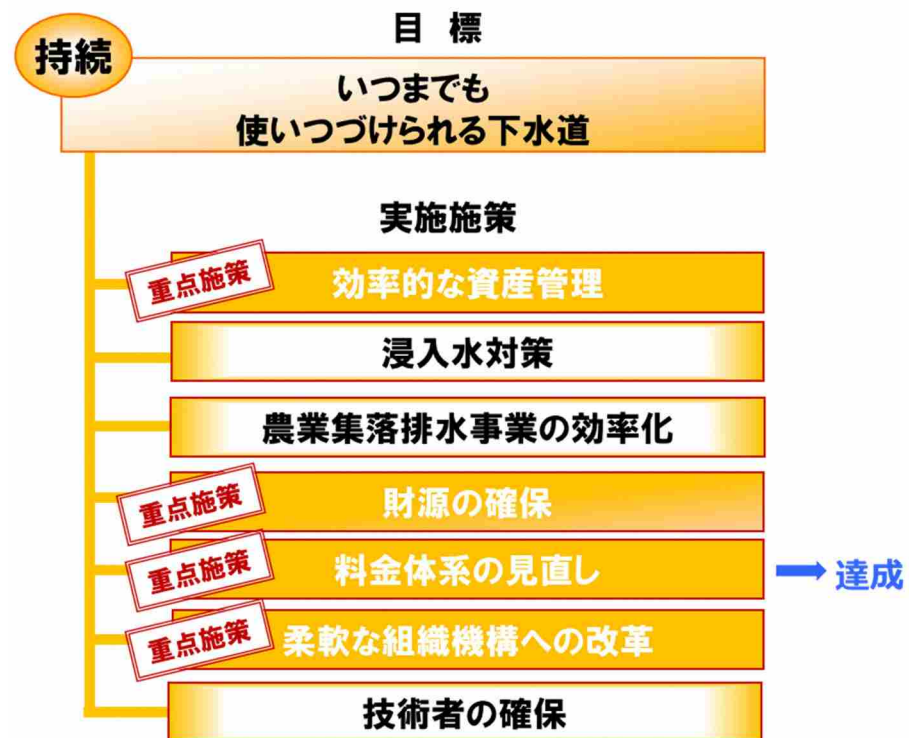 目 標
持続
いつまでも
使いつづけられる下水道
実施施策
重点施策
効率的な資産管理
浸入水対策
農業集落排水事業の効率化
重点施策
財源の確保
重点施策
料金体系の見直し
達成
重点施策
柔軟な組織機構への改革
技術者の確保